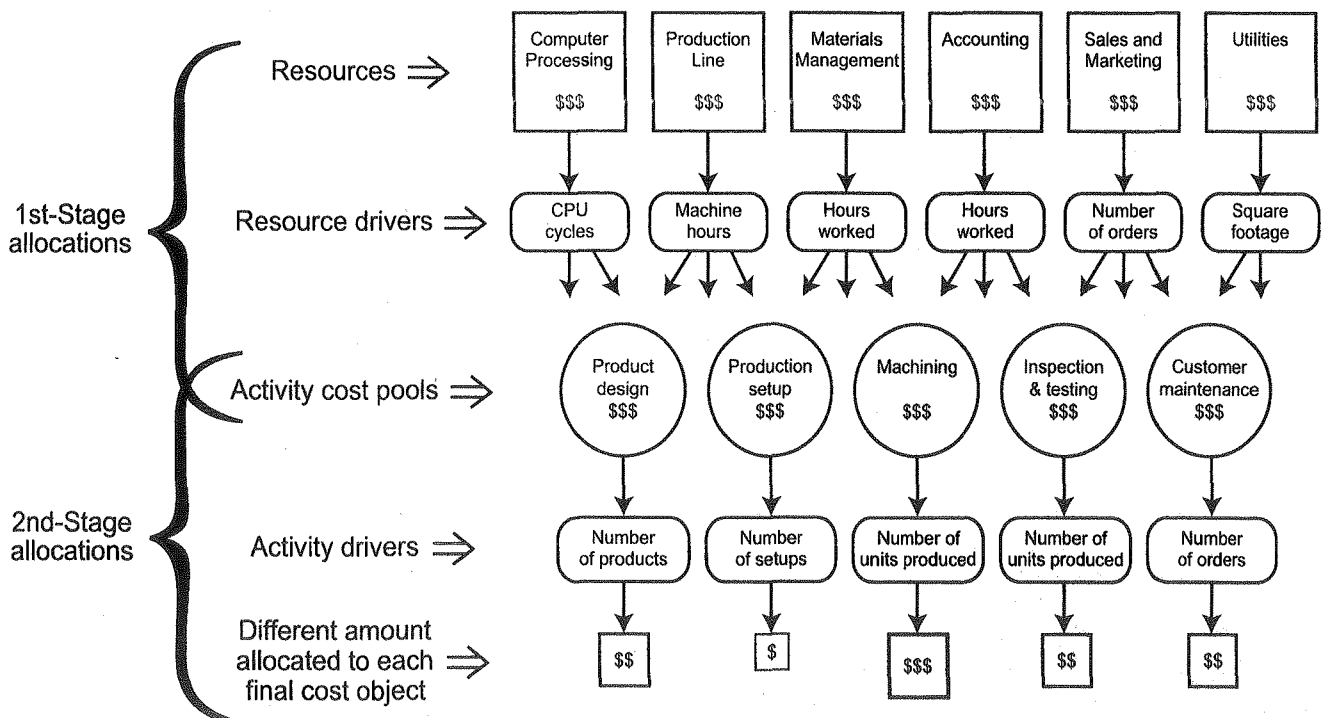 Resources ⇒
Computer
Processing
$$$
Production
Line
$$$
Materials
Management
$$$
Accounting
$$$
Sales and
Marketing
$$$
Utilities
$$$
1st-Stage
allocations
Resource drivers ⇒
CPU
cycles
Machine
hours
Hours
worked
Hours
worked
Number
of orders
Square
footage
Activity cost pools ⇒
Product
design
$$$
Production
setup
$$$
Machining
$$$
Inspection
& testing
$$$
Customer
maintenance
$$$
2nd-Stage
allocations
Activity drivers ⇒
Number
of products
Number
of setups
Number of
units produced
Number of
units produced
Number
of orders
Different amount
allocated to each ⇒
final cost object
$$
$
$$$
$$
$$